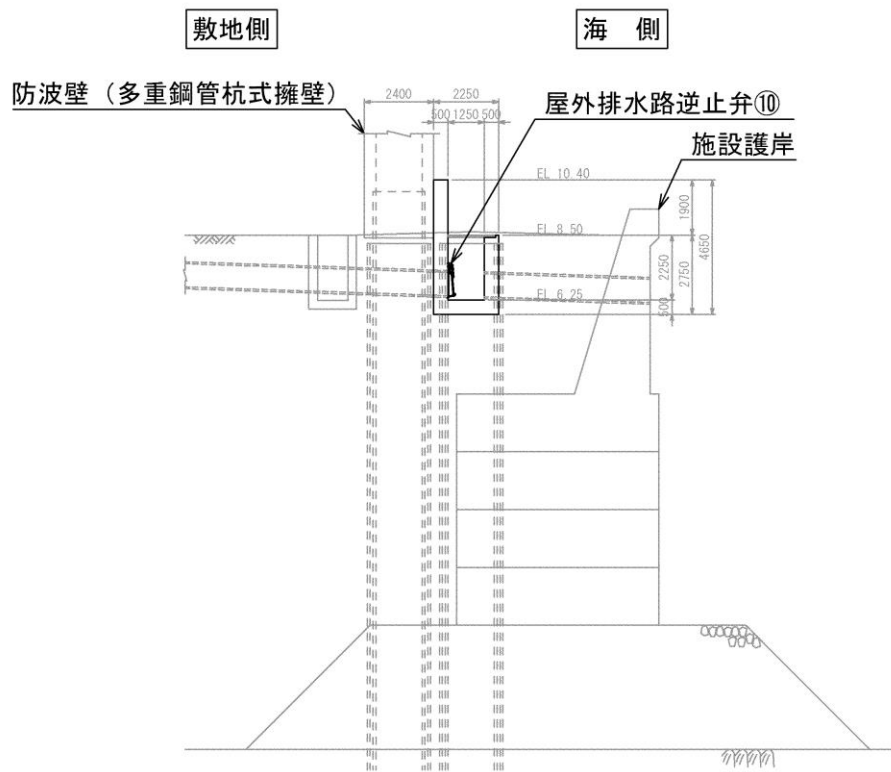 敷地側
海　側
防波壁（多重鋼管杭式擁壁）
2400
2250
屋外排水路逆止弁⑩
500
1250
500
施設護岸
EL 10.40
1900
4650
EL 8.50
2250
2750
EL 6.25
500